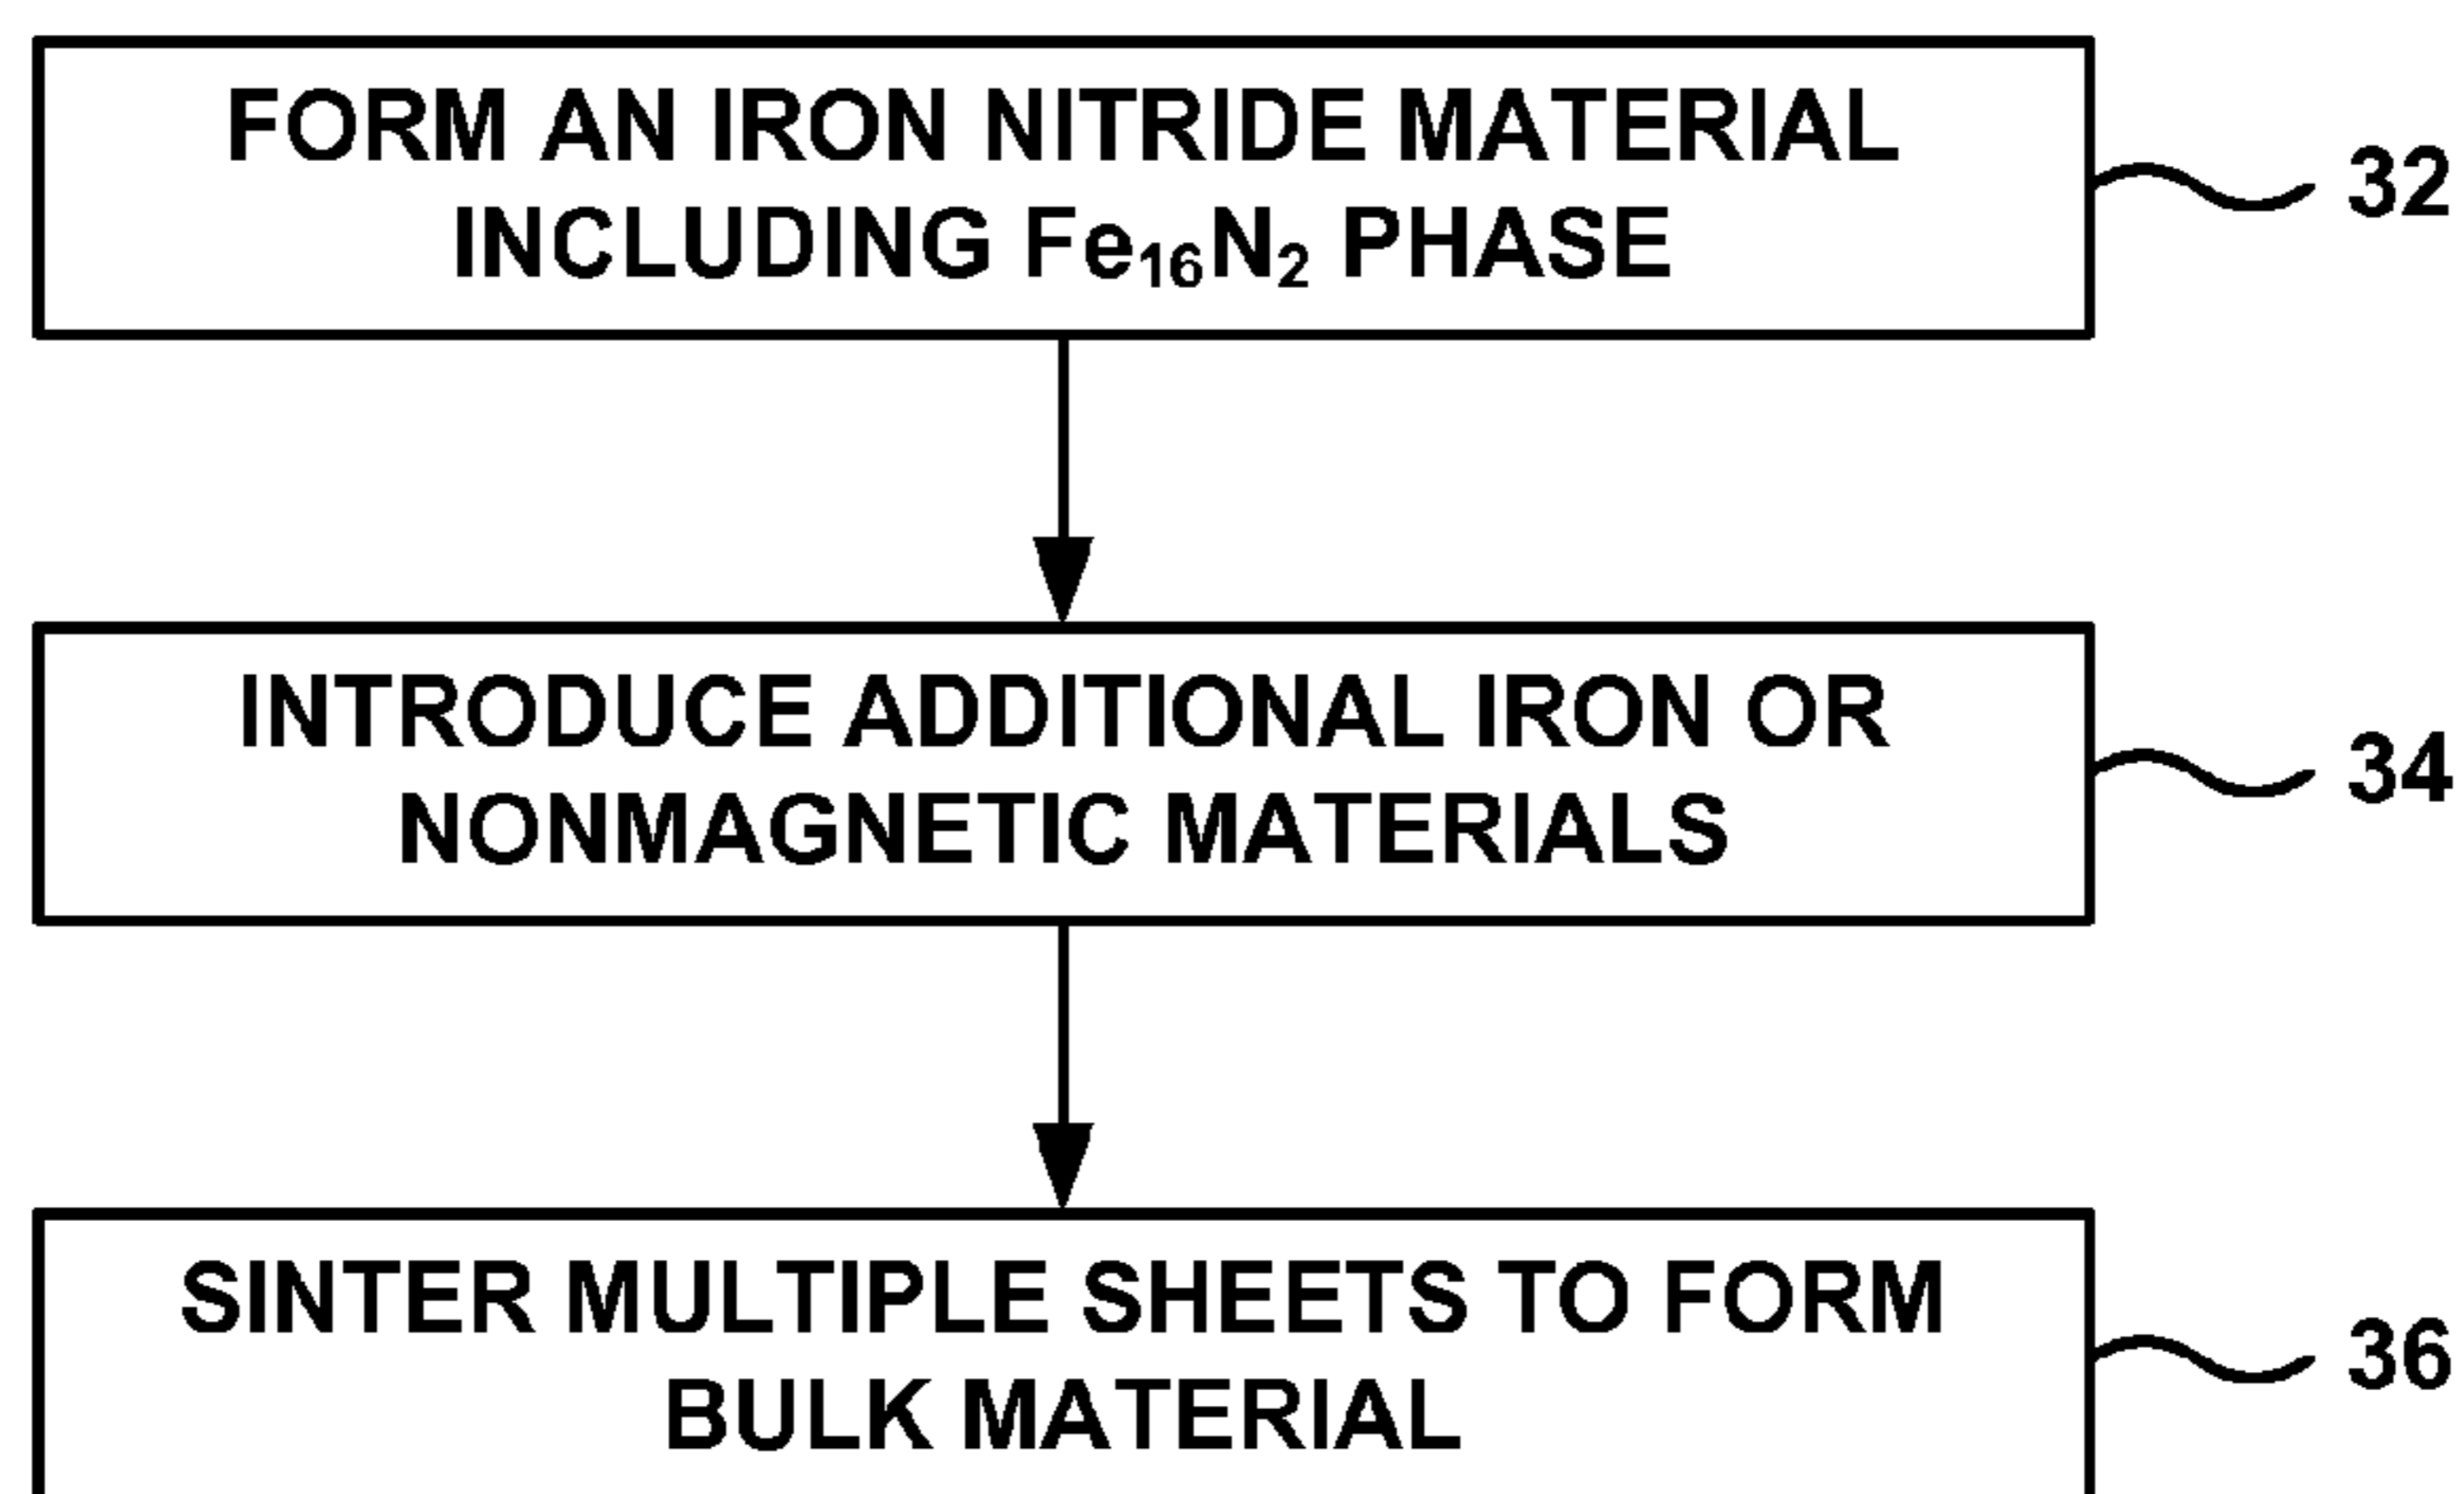 FORM AN IRON NITRIDE MATERIAL
INCLUDING Fe₁₆N₂ PHASE
32
INTRODUCE ADDITIONAL IRON OR
NONMAGNETIC MATERIALS
34
SINTER MULTIPLE SHEETS TO FORM
BULK MATERIAL
36